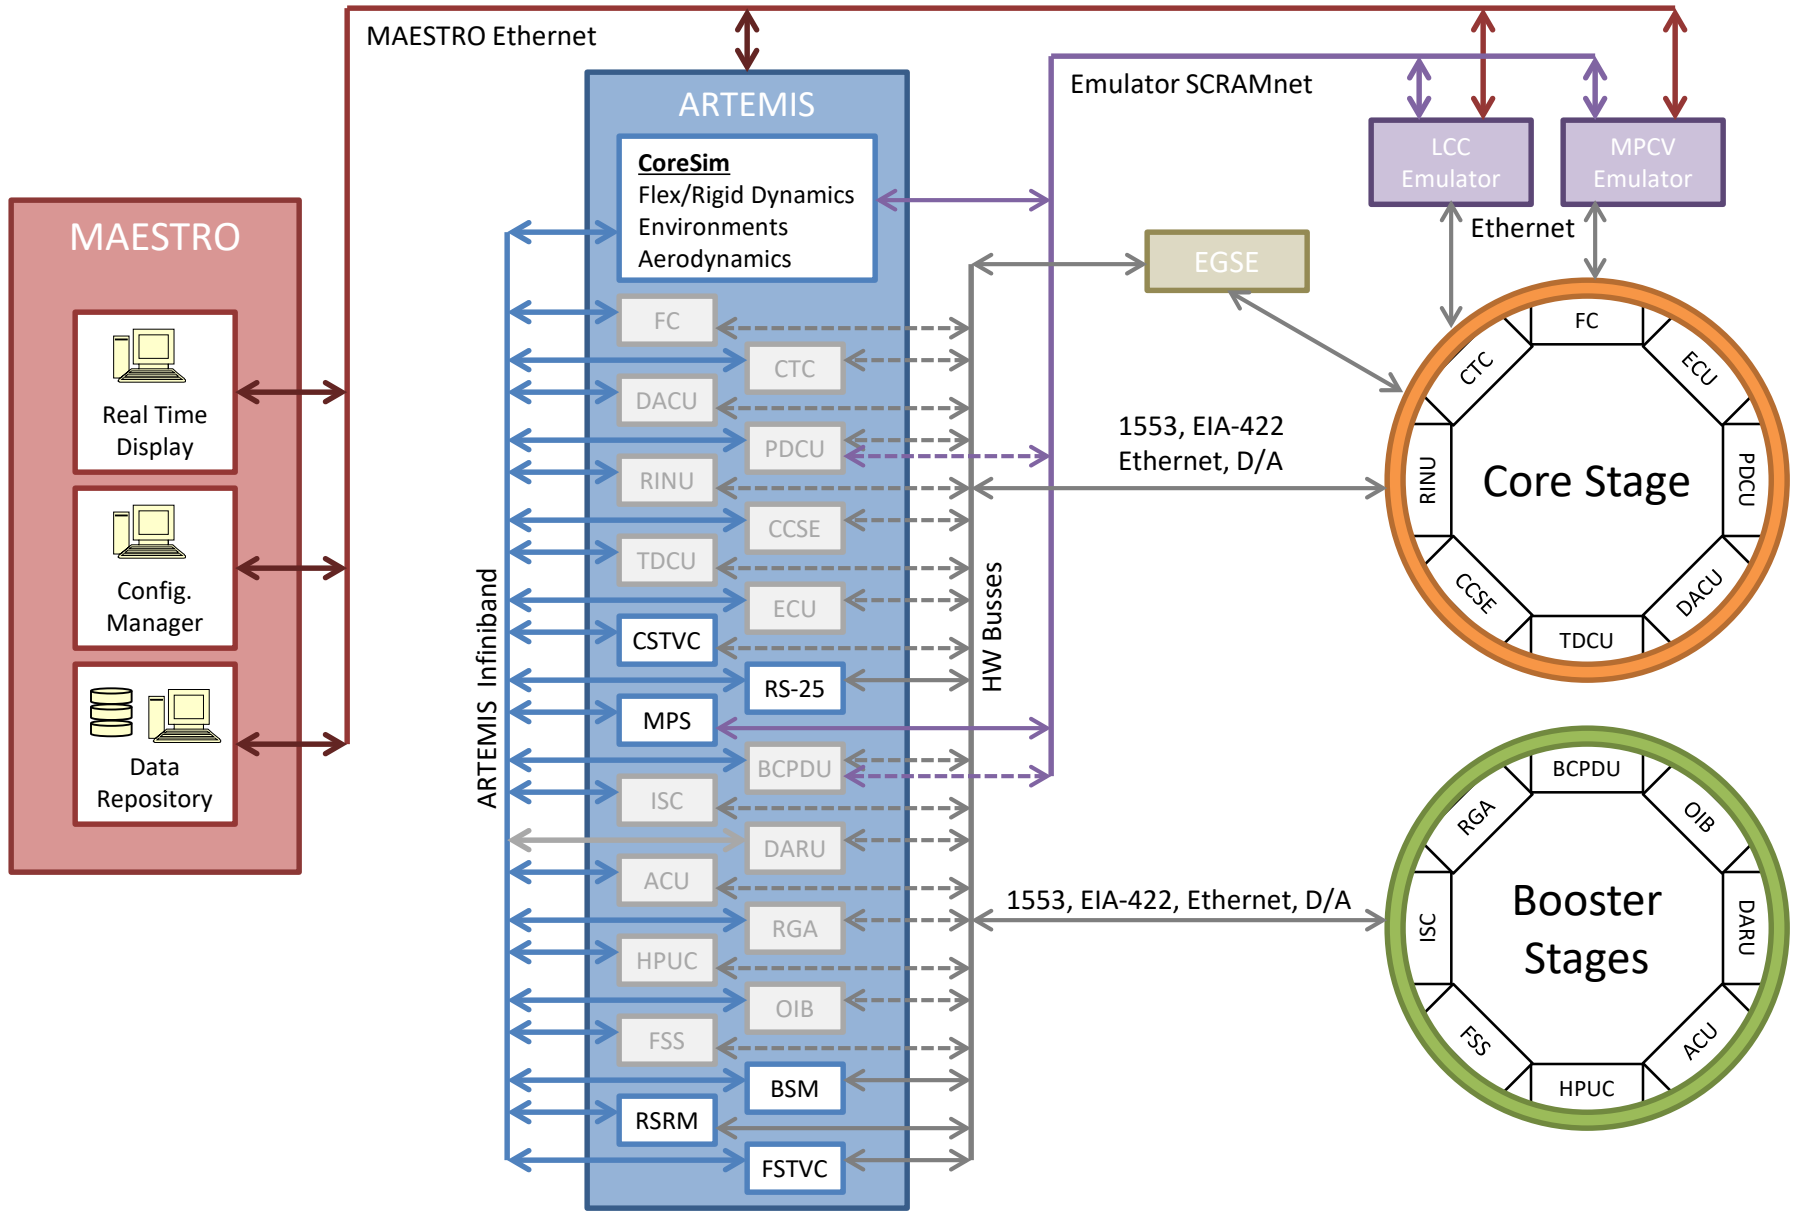 MAESTRO Ethernet
Emulator SCRAMnet
MAESTRO
Real Time
Display
Config.
Manager
Data
Repository
ARTEMIS Infiniband
ARTEMIS
CoreSim
Flex/Rigid Dynamics
Environments
Aerodynamics
FC
CTC
DACU
PDCU
RINU
CCSE
TDCU
ECU
CSTVC
RS-25
MPS
BCPDU
ISC
DARU
ACU
RGA
HPUC
OIB
FSS
BSM
RSRM
FSTVC
HW Busses
LCC
Emulator
MPCV
Emulator
Ethernet
EGSE
1553, EIA-422
Ethernet, D/A
1553, EIA-422, Ethernet, D/A
Core Stage
FC
ECU
PDCU
DACU
TDCU
CCSE
RINU
CTC
Booster
Stages
BCPDU
OIB
DARU
ACU
HPUC
FSS
ISC
RGA